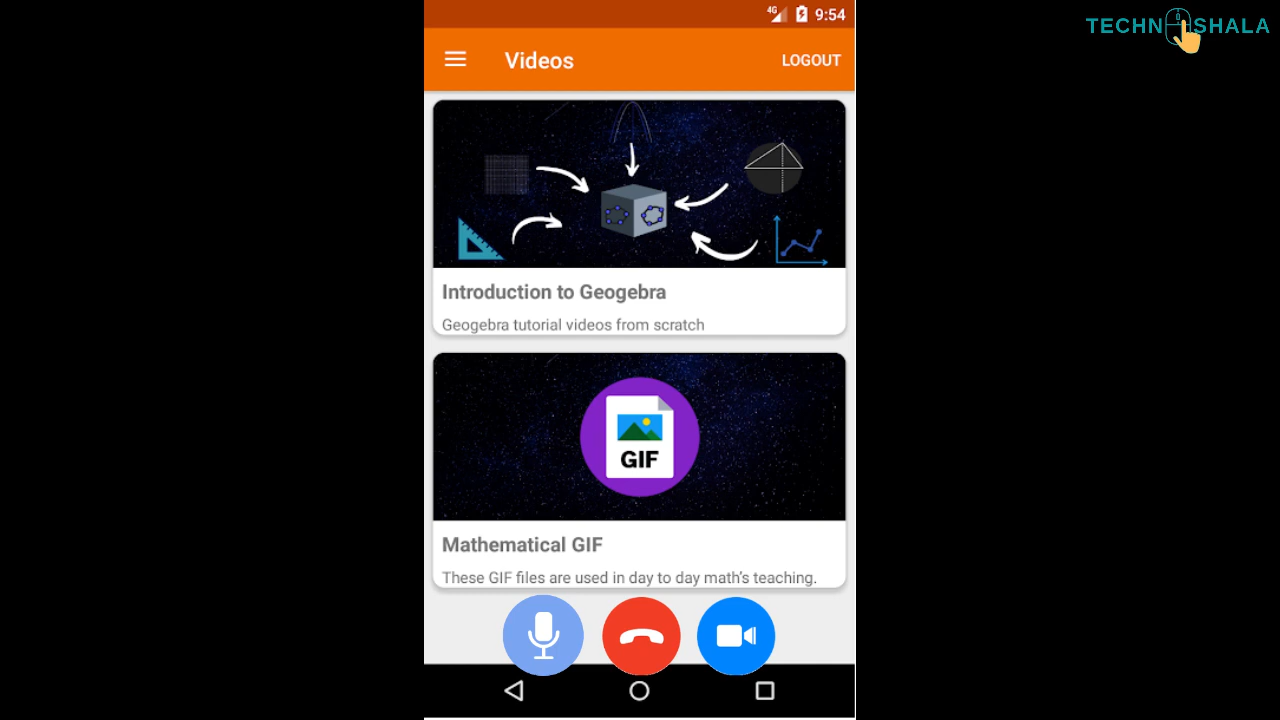 4G 9:54
TECHNOSHALA
Videos
LOGOUT
Introduction to Geogebra
Geogebra tutorial videos from scratch
GIF
Mathematical GIF
These GIF files are used in day to day math's teaching.